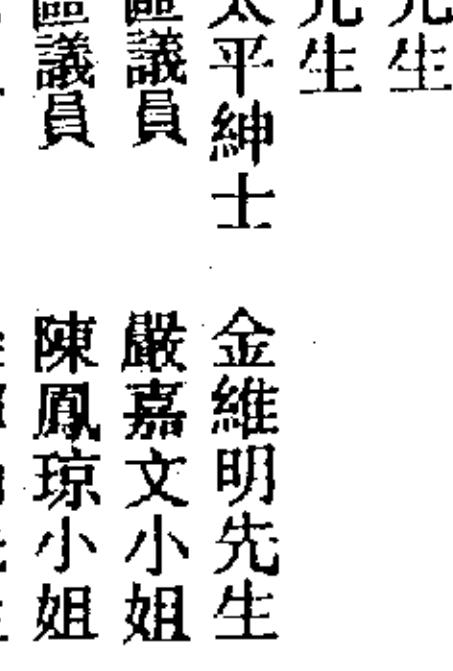 先生
先生
太平紳士　金維明先生
區議員　嚴嘉文小姐
區議員　陳鳳琼小姐